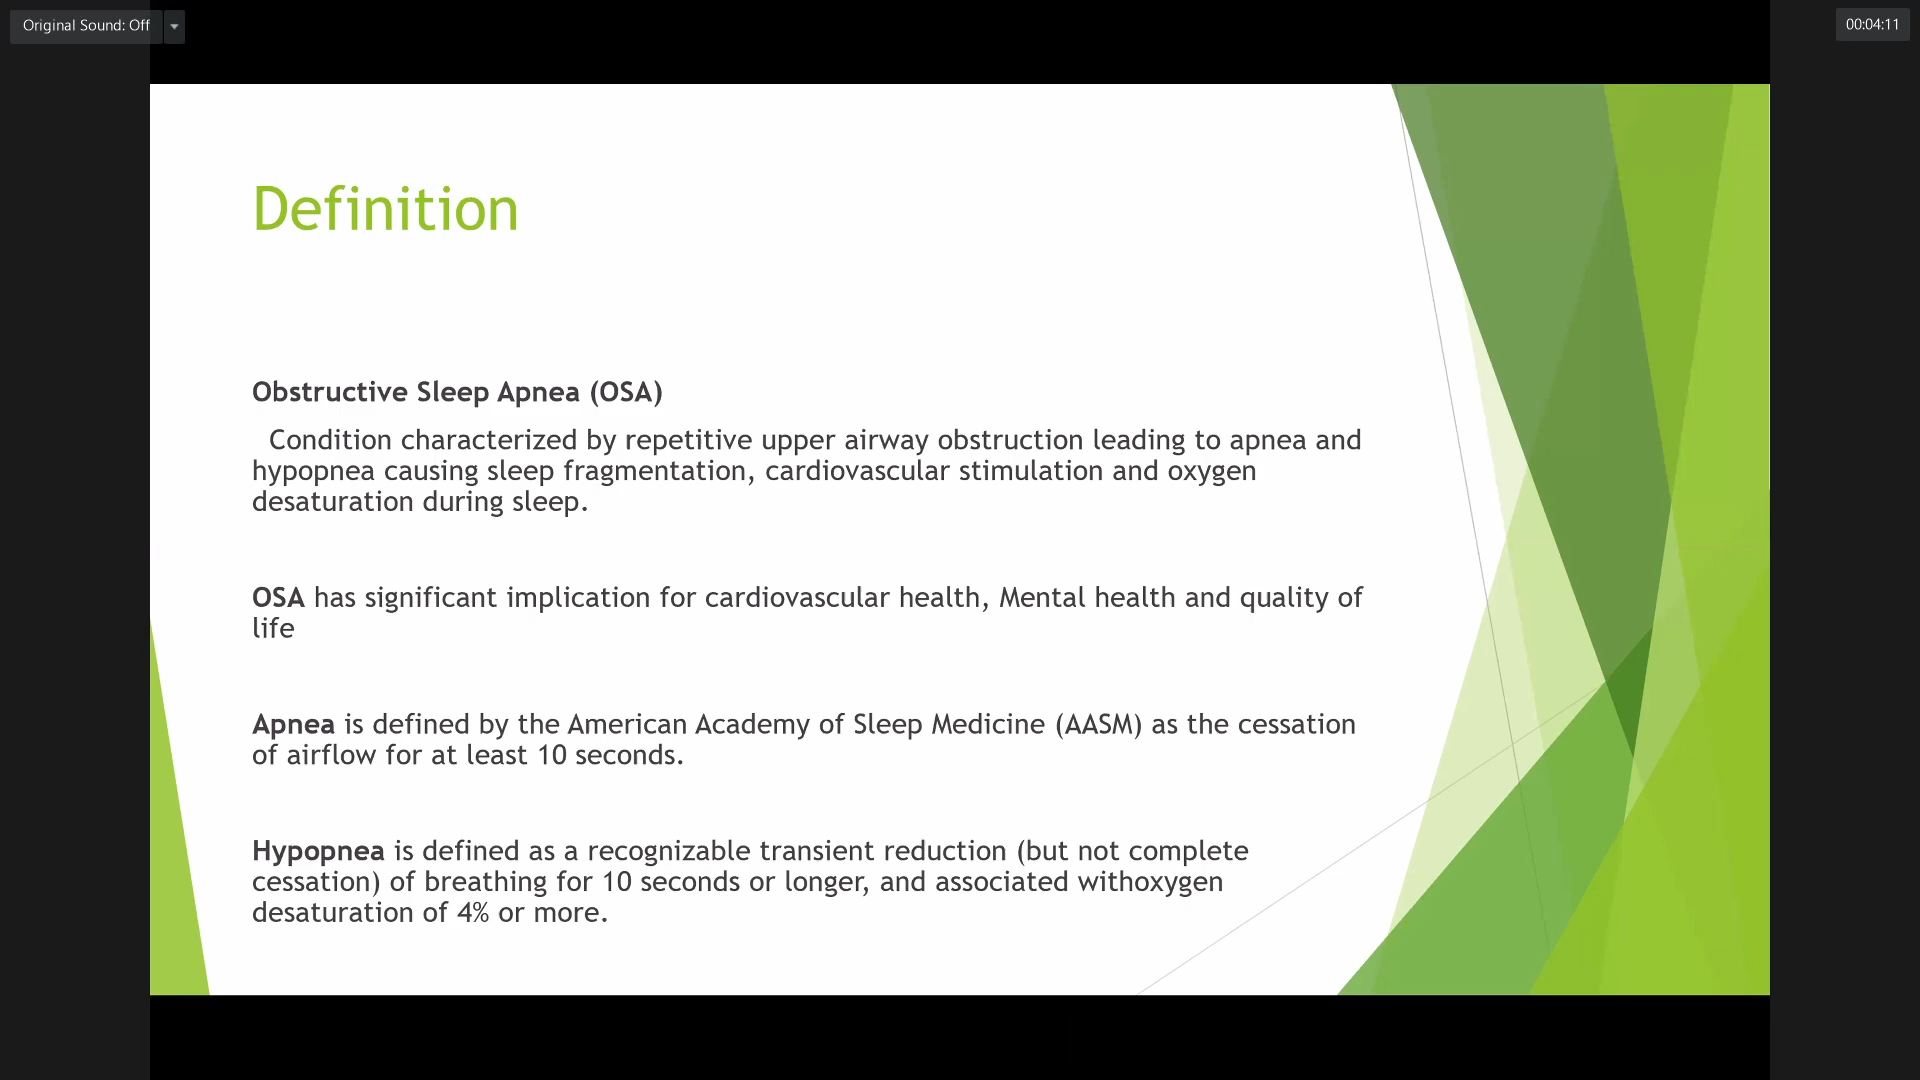 Original Sound: Off
00:04:11
Definition
Obstructive Sleep Apnea (OSA)
Condition characterized by repetitive upper airway obstruction leading to apnea and
hypopnea causing sleep fragmentation, cardiovascular stimulation and oxygen
desaturation during sleep.
OSA has significant implication for cardiovascular health, Mental health and quality of
life
Apnea is defined by the American Academy of Sleep Medicine (AASM) as the cessation
of airflow for at least 10 seconds.
Hypopnea is defined as a recognizable transient reduction (but not complete
cessation) of breathing for 10 seconds or longer, and associated withoxygen
desaturation of 4% or more.